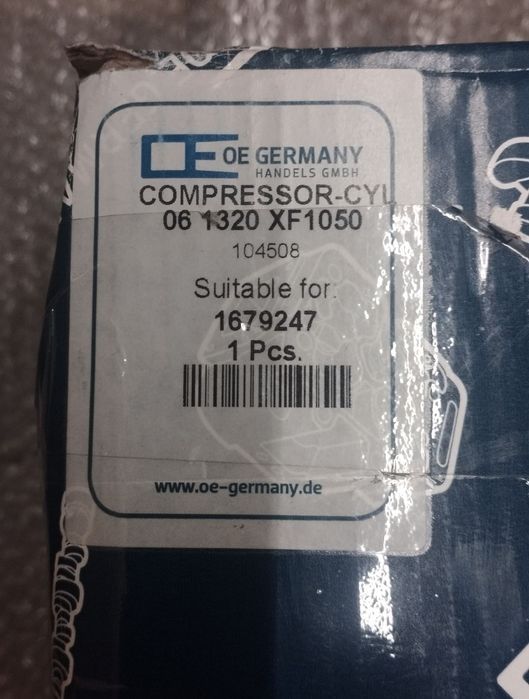 OE GERMANY
HANDELS GMBH
COMPRESSOR-CYL
06 1320 XF1050
104508
Suitable for:
1679247
1 Pcs.
www.oe-germany.de